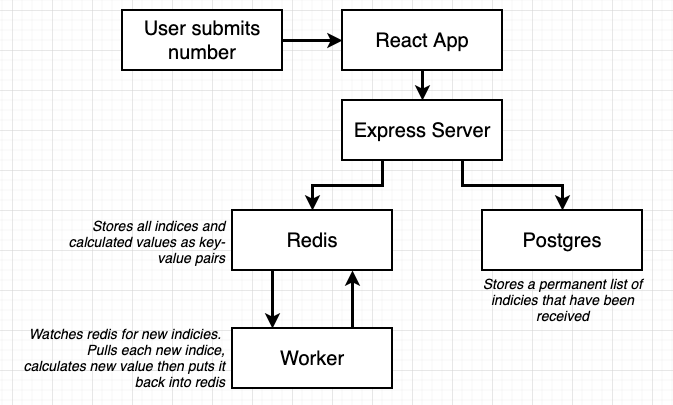 User submits
number
React App
Express Server
Stores all indices and
calculated values as key-
value pairs
Redis
Postgres
Stores a permanent list of
indicies that have been
received
Watches redis for new indicies.
Pulls each new indice,
calculates new value then puts it
back into redis
Worker